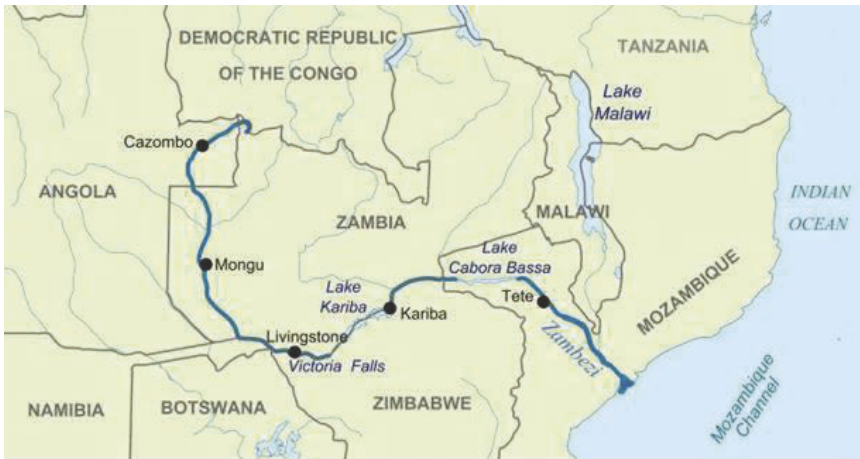 DEMOCRATIC REPUBLIC
OF THE CONGO
TANZANIA
Lake
Malawi
Cazombo
ANGOLA
ZAMBIA
MALAWI
INDIAN
OCEAN
Mongu
Lake
Cabora Bassa
Lake
Kariba
Kariba
Tete
MOZAMBIQUE
Zambezi
Livingstone
Victoria Falls
NAMIBIA
BOTSWANA
ZIMBABWE
Mozambique
Channel